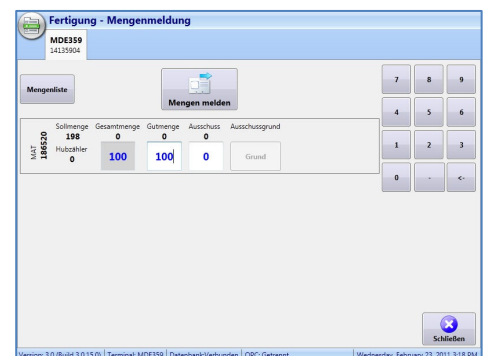 Fertigung - Mengenmeldung
MDE359
14135904
Mengenliste
Mengen melden
7 8 9
4 5 6
1 2 3
0 - <-
MAT
186520
Sollmenge Gesamtmenge Gutmenge Ausschuss Ausschussgrund
198 0 0 0
Hubzähler
0
100 100 0 Grund
Schließen
Version: 3.0 (Build 3.0.15.0) Terminal: MDE359 Datenbank:Verbunden OPC: Getrennt Wednesday, February 23, 2011 3:18 PM